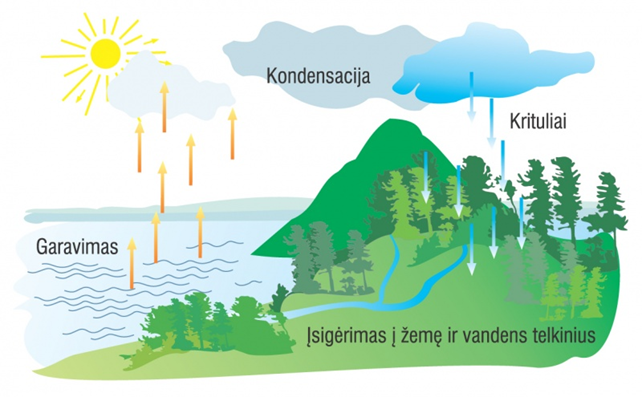 Kondensacija
Krituliai
Garavimas
Įsigėrimas į žemę ir vandens telkinius